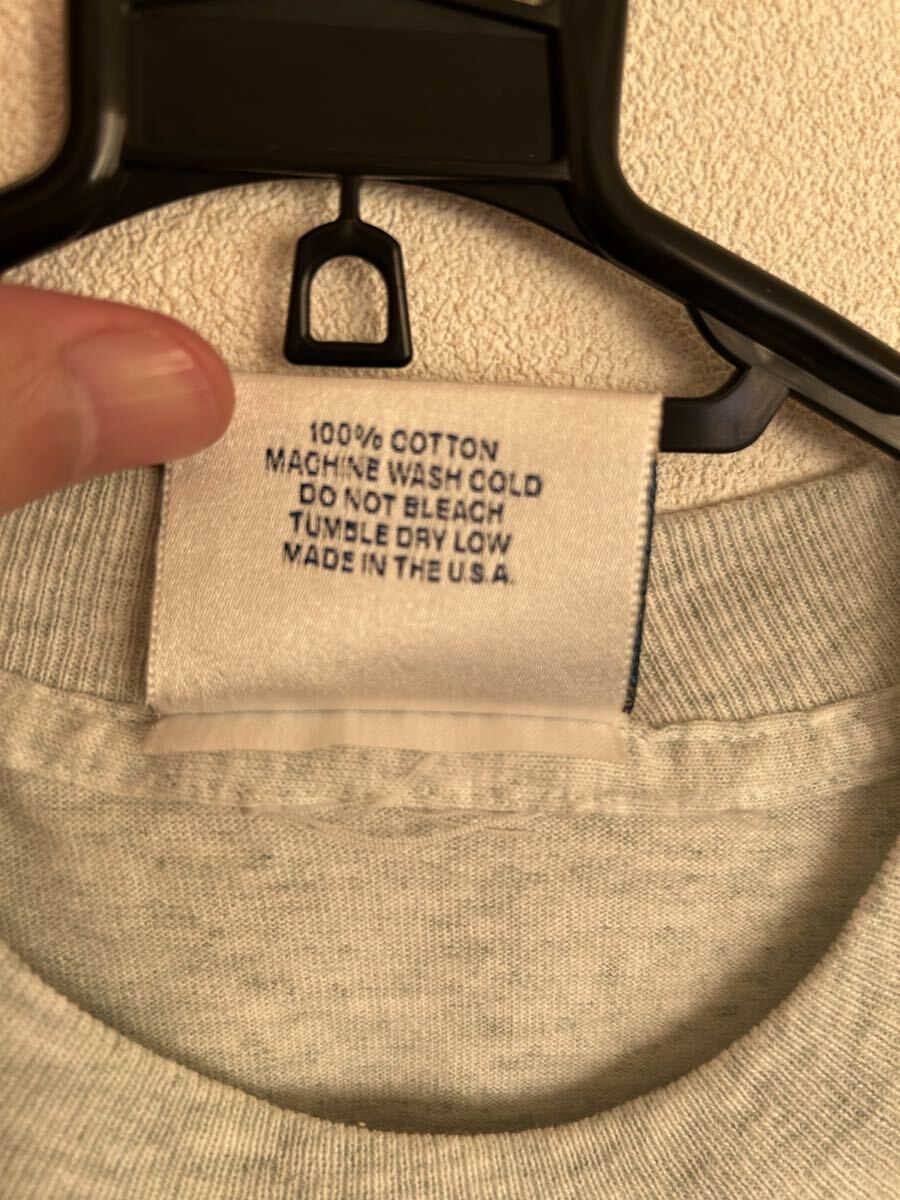 100% COTTON
MACHINE WASH COLD
DO NOT BLEACH
TUMBLE DRY LOW
MADE IN THE U.S.A.